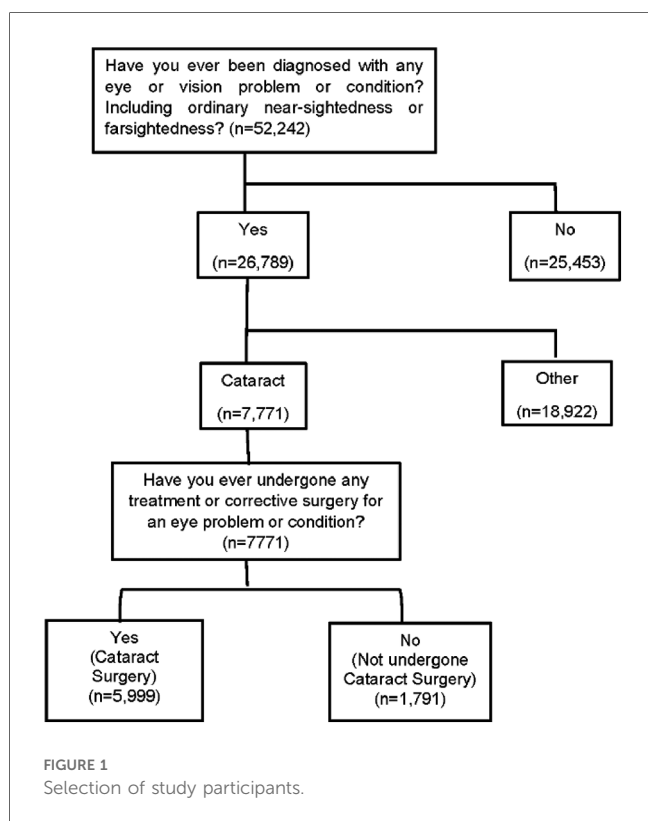 Have you ever been diagnosed with any
eye or vision problem or condition?
Including ordinary near-sightedness or
farsightedness? (n=52,242)
Yes
(n=26,789)
No
(n=25,453)
Cataract
(n=7,771)
Other
(n=18,922)
Have you ever undergone any
treatment or corrective surgery for
an eye problem or condition?
(n=7771)
Yes
(Cataract
Surgery)
(n=5,999)
No
(Not undergone
Cataract Surgery)
(n=1,791)
FIGURE 1
Selection of study participants.